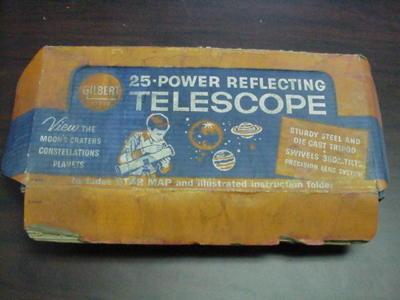 GILBERT
25-POWER REFLECTING
TELESCOPE
View THE
MOON'S CRATERS
CONSTELLATIONS
PLANETS
STURDY STEEL AND
DIE CAST TRIPOD
SWIVELS 360°, TILTS
PRECISION LENS SYSTEM
Includes STAR MAP and illustrated instruction folder